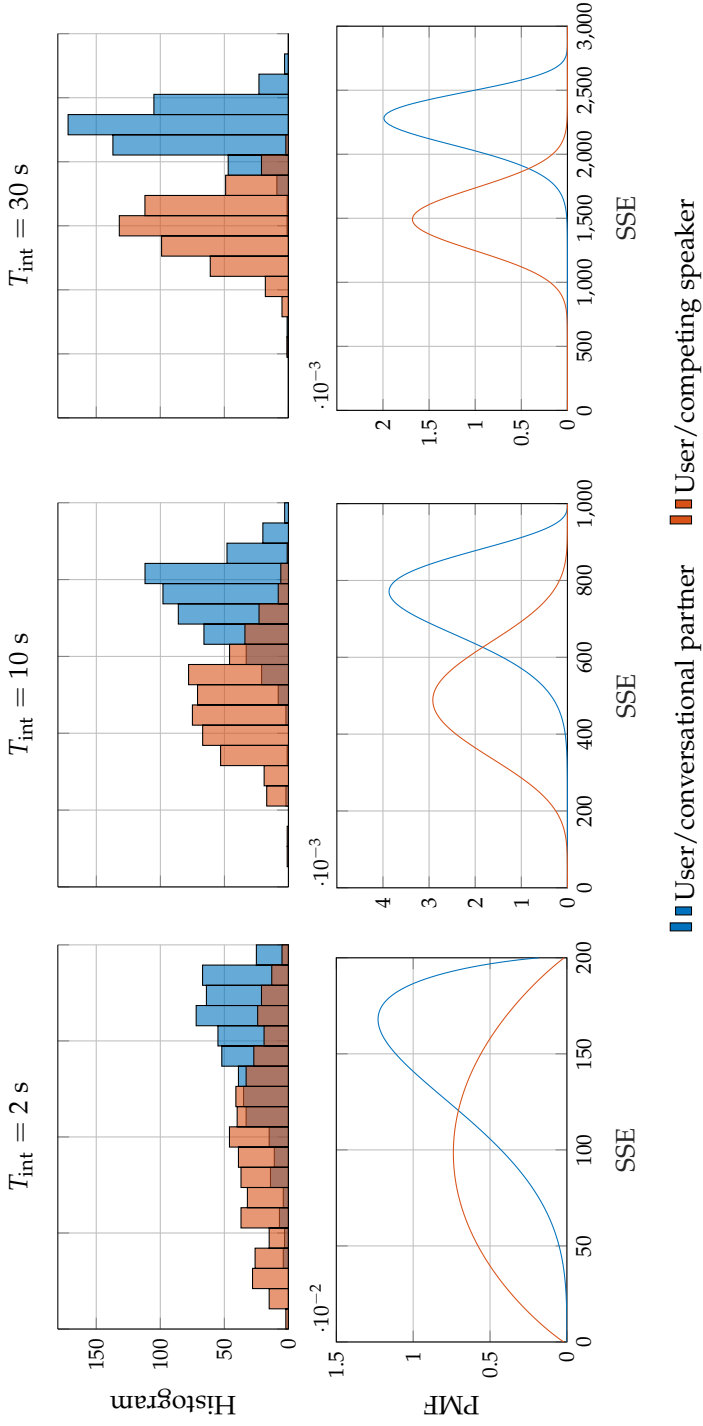 T_int = 2 s
T_int = 10 s
T_int = 30 s
Histogram
150
100
50
0
PMF
·10⁻²
1.5
1
0.5
0
0 50 100 150 200
SSE
·10⁻³
4
3
2
1
0
0 200 400 600 800 1,000
SSE
·10⁻³
2
1.5
1
0.5
0
0 500 1,000 1,500 2,000 2,500 3,000
SSE
User/conversational partner
User/competing speaker